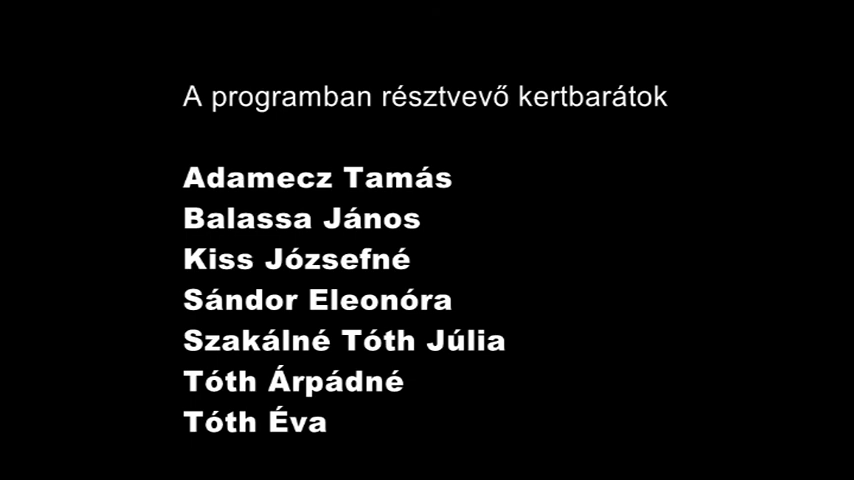 A programban résztvevő kertbarátok
Adamecz Tamás
Balassa János
Kiss Józsefné
Sándor Eleonóra
Szakálné Tóth Júlia
Tóth Árpádné
Tóth Éva